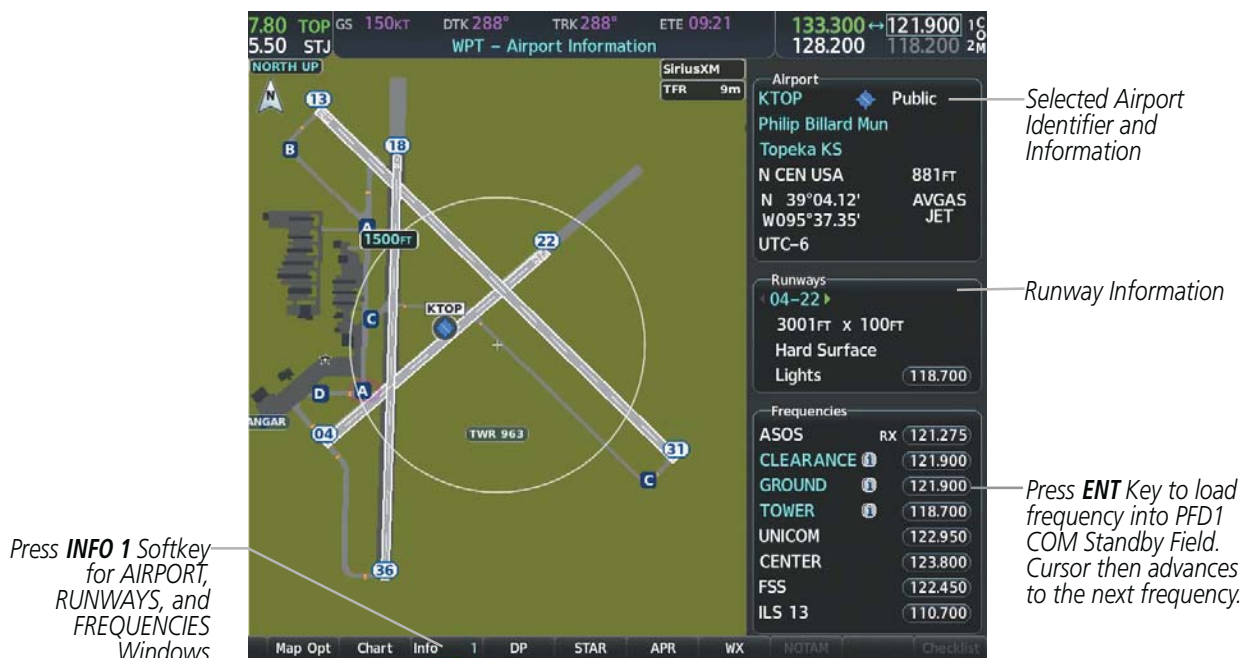 7.80 TOP GS 150KT DTK 288° TRK 288° ETE 09:21 133.300 ↔ 121.900 1 COM
5.50 STJ WPT – Airport Information 128.200 118.200 2
NORTH UP
N
SiriusXM
TFR 9m
13
B
18
A
1500FT
22
KTOP
C
D
A
ANGAR
04
TWR 963
31
C
36
Airport
KTOP Public
Philip Billard Mun
Topeka KS
N CEN USA 881FT
N 39°04.12' AVGAS
W095°37.35' JET
UTC–6
Runways
04–22
3001FT x 100FT
Hard Surface
Lights 118.700
Frequencies
ASOS RX 121.275
CLEARANCE i 121.900
GROUND i 121.900
TOWER i 118.700
UNICOM 122.950
CENTER 123.800
FSS 122.450
ILS 13 110.700
Map Opt Chart Info 1 DP STAR APR WX NOTAM Checklist
Selected Airport
Identifier and
Information
Runway Information
Press ENT Key to load
frequency into PFD1
COM Standby Field.
Cursor then advances
to the next frequency.
Press INFO 1 Softkey
for AIRPORT,
RUNWAYS, and
FREQUENCIES
Windows